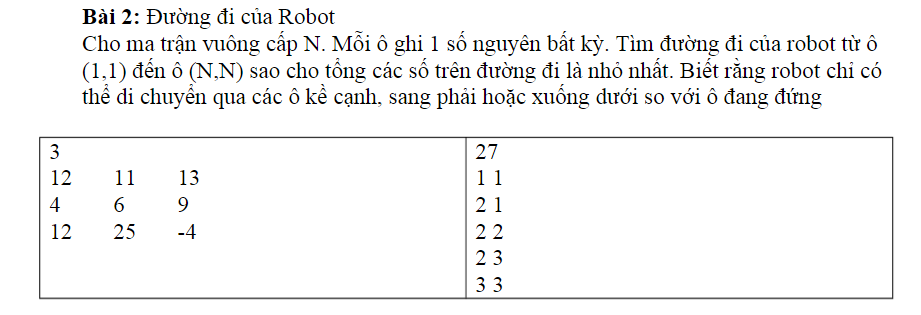 Bài 2: Đường đi của Robot
Cho ma trận vuông cấp N. Mỗi ô ghi 1 số nguyên bất kỳ. Tìm đường đi của robot từ ô
(1,1) đến ô (N,N) sao cho tổng các số trên đường đi là nhỏ nhất. Biết rằng robot chỉ có
thể di chuyển qua các ô kề cạnh, sang phải hoặc xuống dưới so với ô đang đứng
3
12 11 13
4 6 9
12 25 -4
27
1 1
2 1
2 2
2 3
3 3